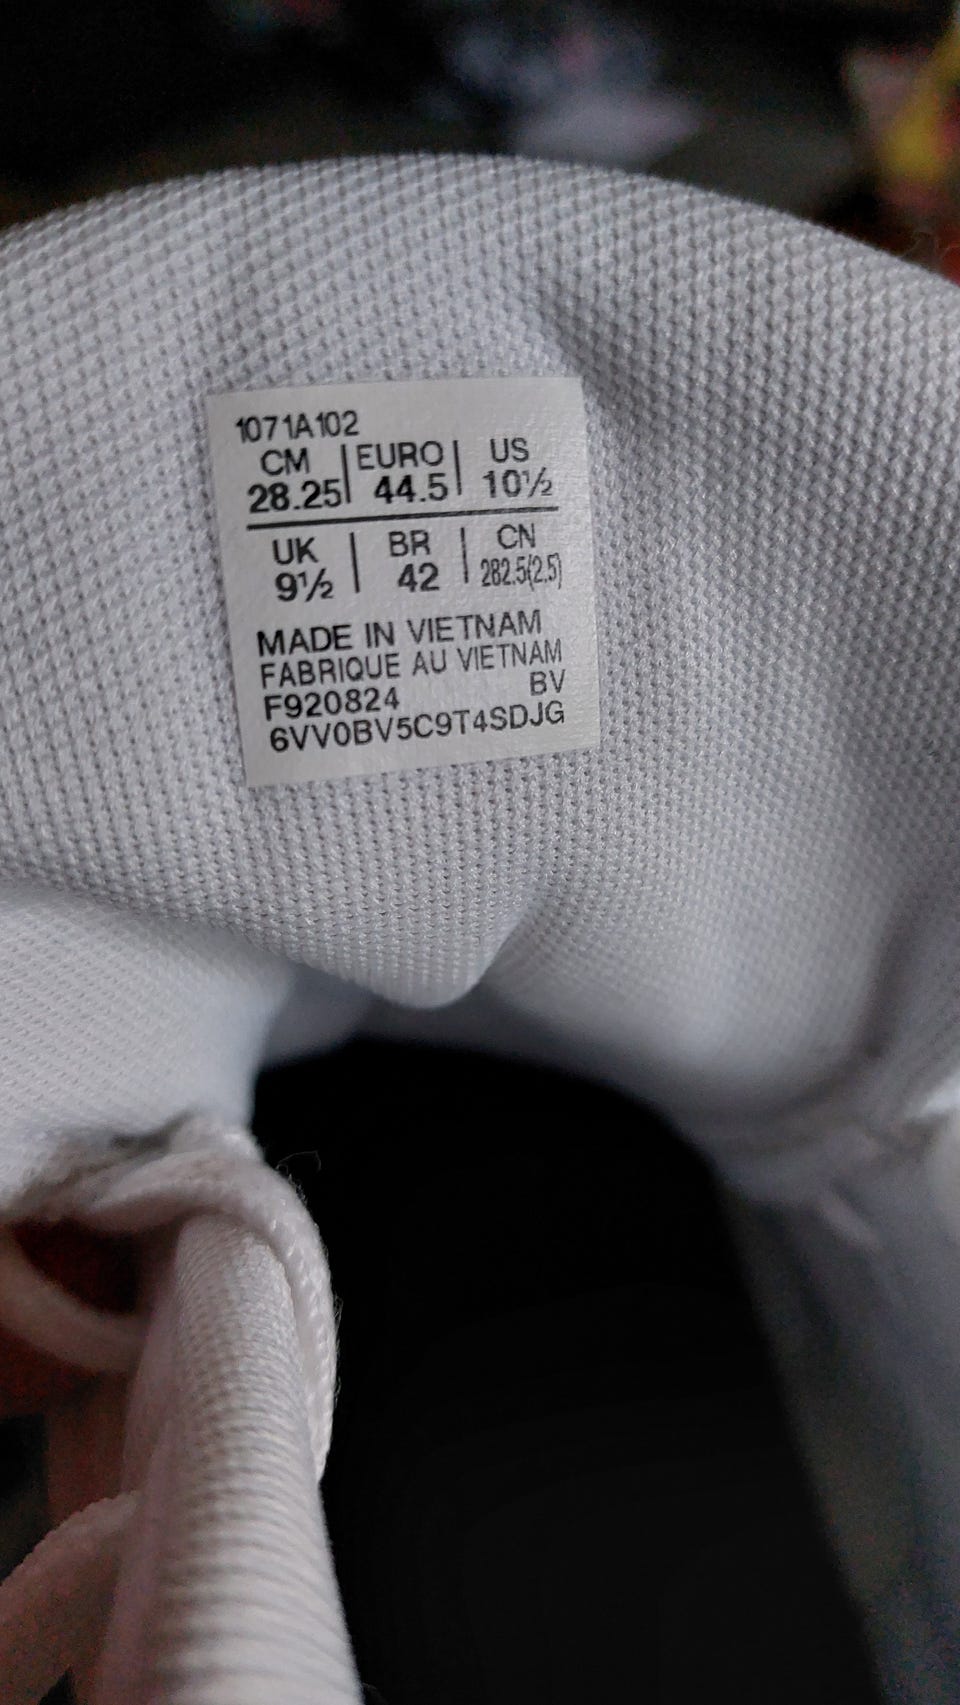 1071A102
CM | EURO | US
28.25 | 44.5 | 10½
UK | BR | CN
9½ | 42 | 282.5(2.5)
MADE IN VIETNAM
FABRIQUE AU VIETNAM
F920824 BV
6VV0BV5C9T4SDJG